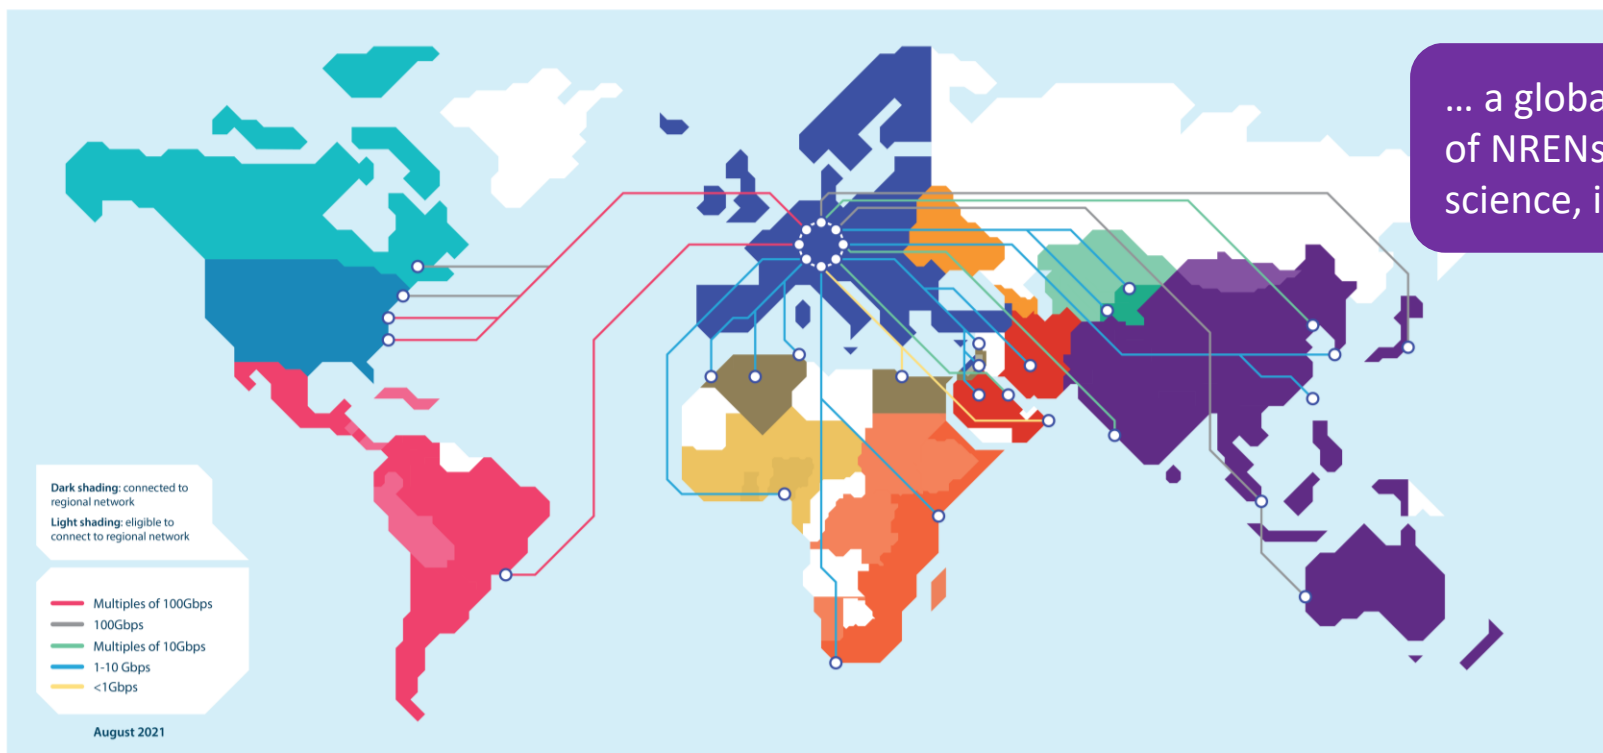 ... a globa
of NRENs
science, i
Dark shading: connected to
regional network
Light shading: eligible to
connect to regional network
Multiples of 100Gbps
100Gbps
Multiples of 10Gbps
1-10 Gbps
<1Gbps
August 2021